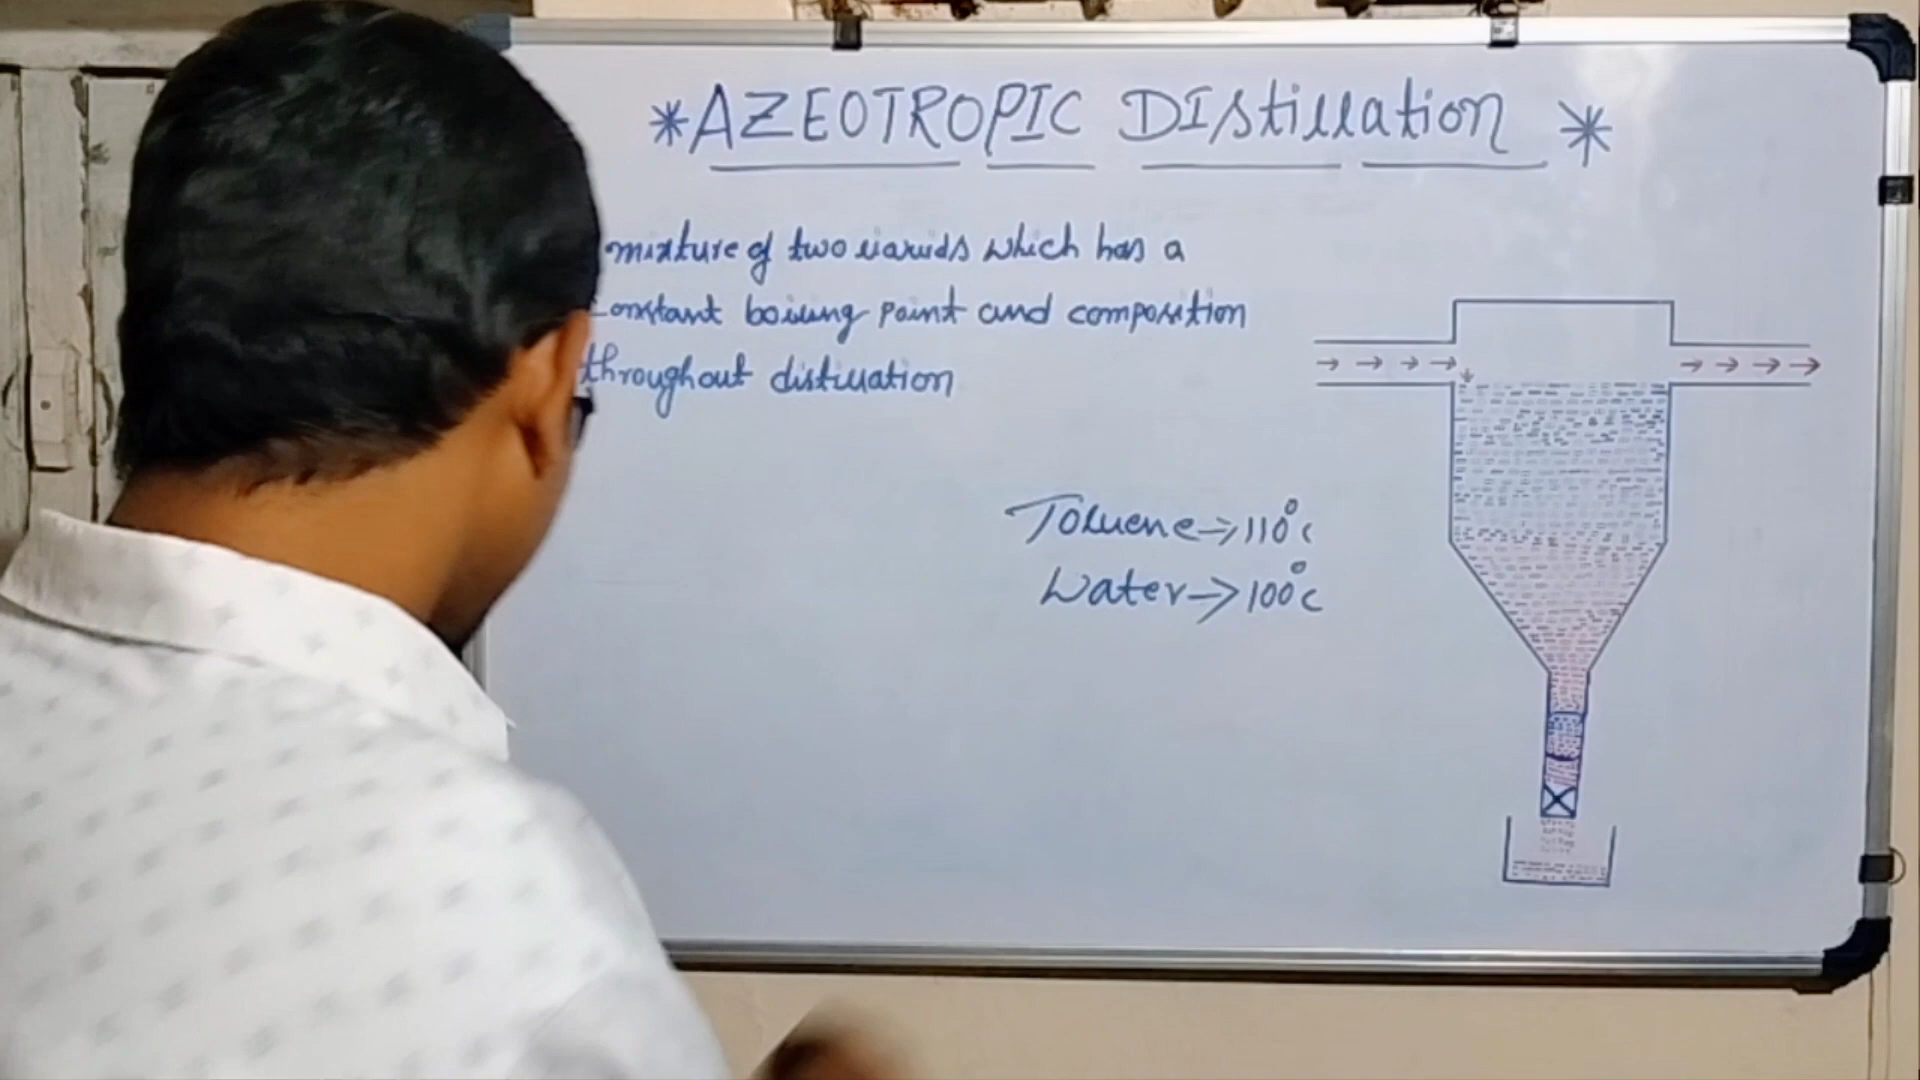 *AZEOTROPIC DIStillation *
mixture of two liquids which has a
constant boiling point and composition
throughout distillation
Toluene→110°c
Water→100°c